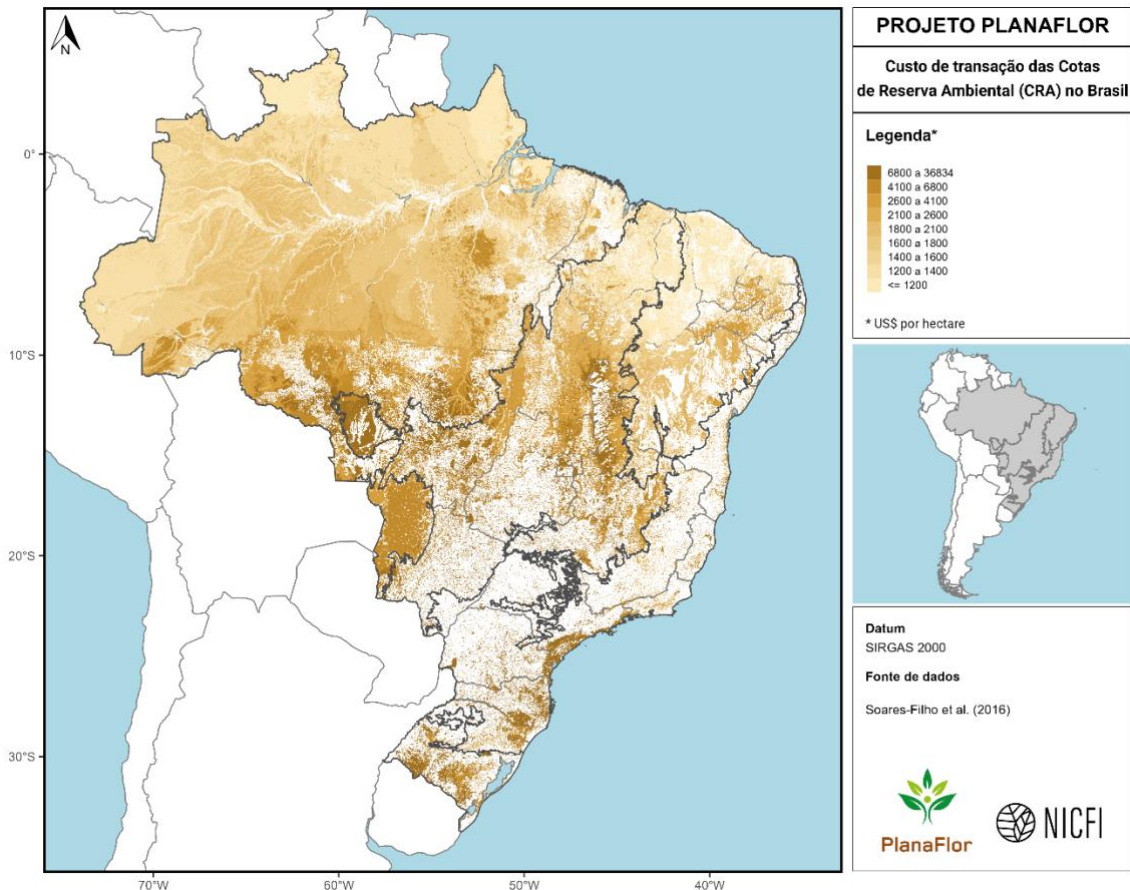 N
0°
10°S
20°S
30°S
70°W
60°W
50°W
40°W
PROJETO PLANAFLOR
Custo de transação das Cotas
de Reserva Ambiental (CRA) no Brasil
Legenda*
6800 a 36834
4100 a 6800
2600 a 4100
2100 a 2600
1800 a 2100
1600 a 1800
1400 a 1600
1200 a 1400
<= 1200
* US$ por hectare
Datum
SIRGAS 2000
Fonte de dados
Soares-Filho et al. (2016)
PlanaFlor
NICFI